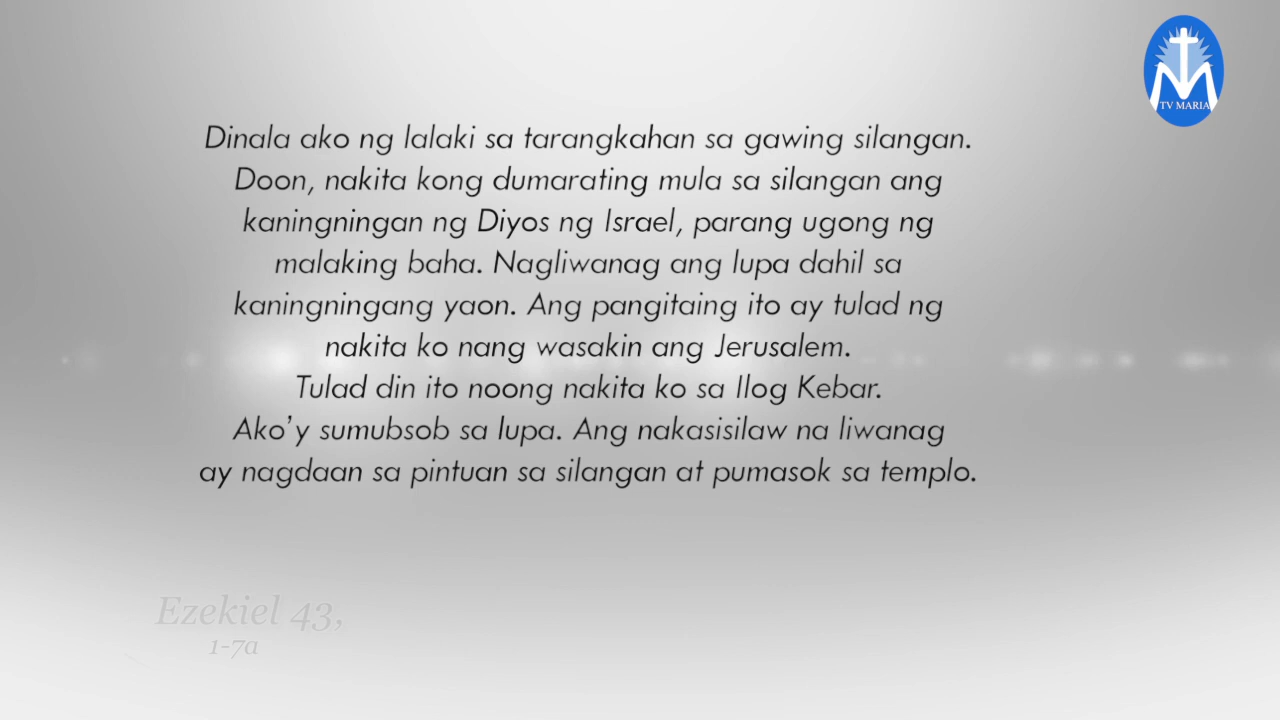 TV MARIA
Dinala ako ng lalaki sa tarangkahan sa gawing silangan.
Doon, nakita kong dumarating mula sa silangan ang
kaningningan ng Diyos ng Israel, parang ugong ng
malaking baha. Nagliwanag ang lupa dahil sa
kaningningang yaon. Ang pangitaing ito ay tulad ng
nakita ko nang wasakin ang Jerusalem.
Tulad din ito noong nakita ko sa Ilog Kebar.
Ako'y sumubsob sa lupa. Ang nakasisilaw na liwanag
ay nagdaan sa pintuan sa silangan at pumasok sa templo.
Ezekiel 43,
1-7a